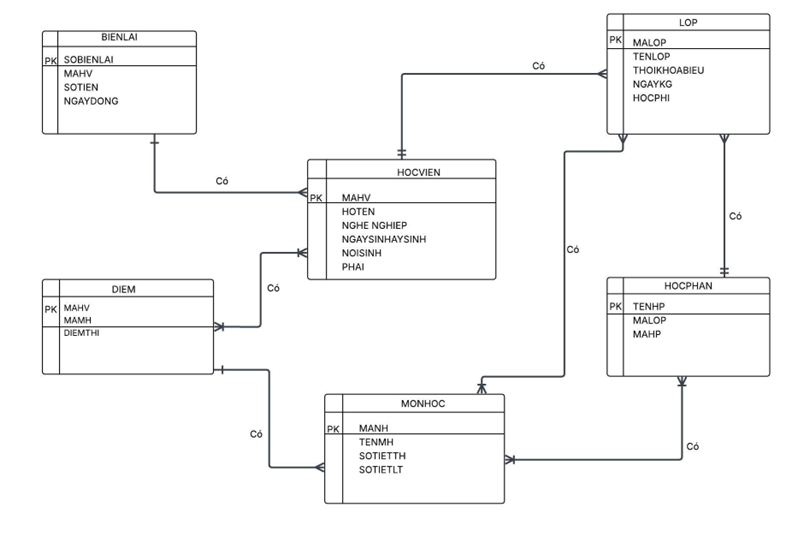 BIENLAI
PK SOBIENLAI
MAHV
SOTIEN
NGAYDONG
LOP
PK MALOP
TENLOP
THOIKHOABIEU
NGAYKG
HOCPHI
Có
Có
HOCVIEN
PK MAHV
HOTEN
NGHE NGHIEP
NGAYSINHAYSINH
NOISINH
PHAI
Có
Có
Có
DIEM
PK MAHV
MAMH
DIEMTHI
HOCPHAN
PK TENHP
MALOP
MAHP
Có
MONHOC
PK MANH
TENMH
SOTIETTH
SOTIETLT
Có